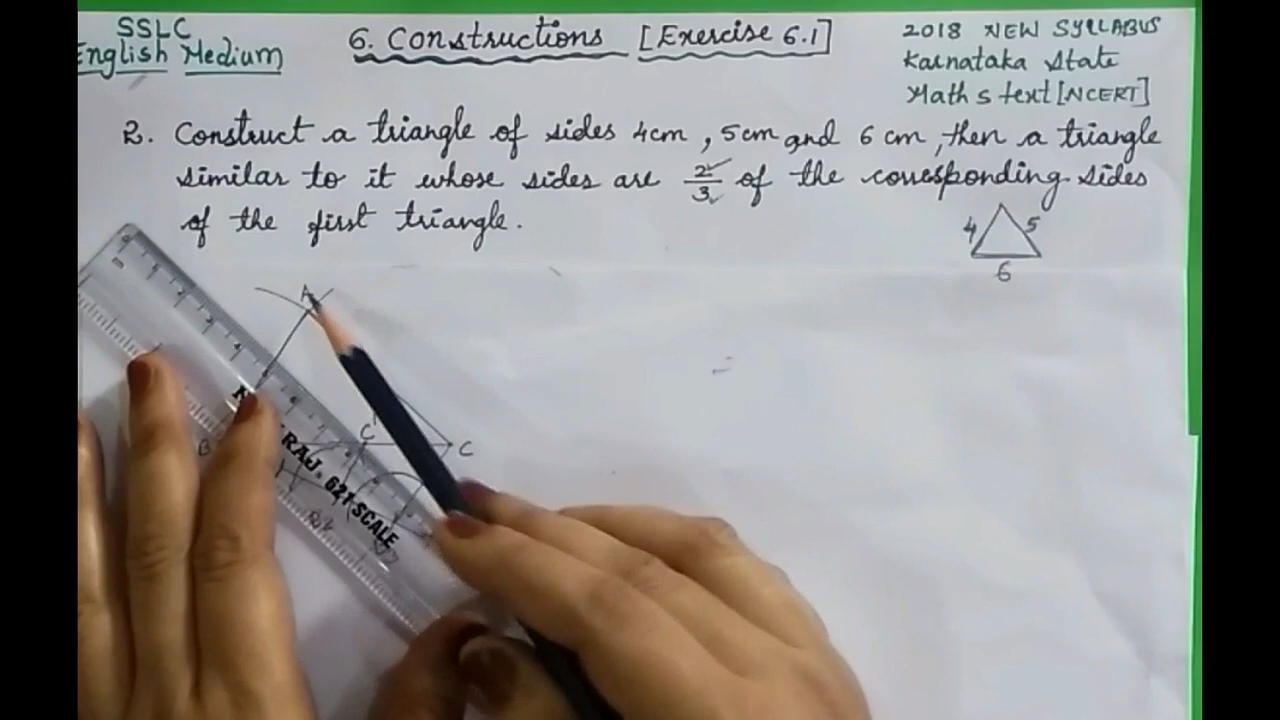 SSLC
English Medium
6. Constructions [Exercise 6.1]
2018 NEW SYLLABUS
Karnataka State
Maths text [NCERT]
2. Construct a triangle of sides 4cm, 5cm and 6 cm, then a triangle
similar to it whose sides are 2/3 of the corresponding sides
of the first triangle.
4 5
6
A
C'
C
B
RAJ. 621 SCALE